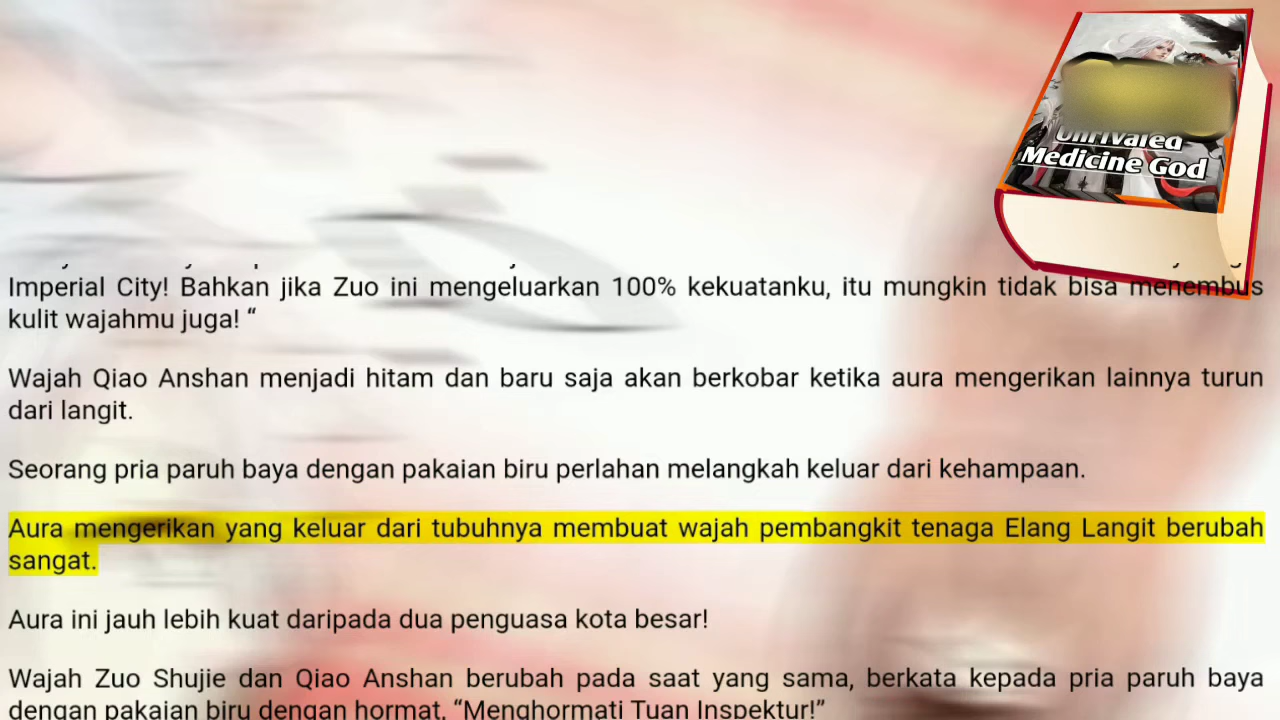 Unrivaled
Medicine God
Imperial City! Bahkan jika Zuo ini mengeluarkan 100% kekuatanku, itu mungkin tidak bisa menembus
kulit wajahmu juga! “
Wajah Qiao Anshan menjadi hitam dan baru saja akan berkobar ketika aura mengerikan lainnya turun
dari langit.
Seorang pria paruh baya dengan pakaian biru perlahan melangkah keluar dari kehampaan.
Aura mengerikan yang keluar dari tubuhnya membuat wajah pembangkit tenaga Elang Langit berubah
sangat.
Aura ini jauh lebih kuat daripada dua penguasa kota besar!
Wajah Zuo Shujie dan Qiao Anshan berubah pada saat yang sama, berkata kepada pria paruh baya
dengan pakaian biru dengan hormat, “Menghormati Tuan Inspektur!”